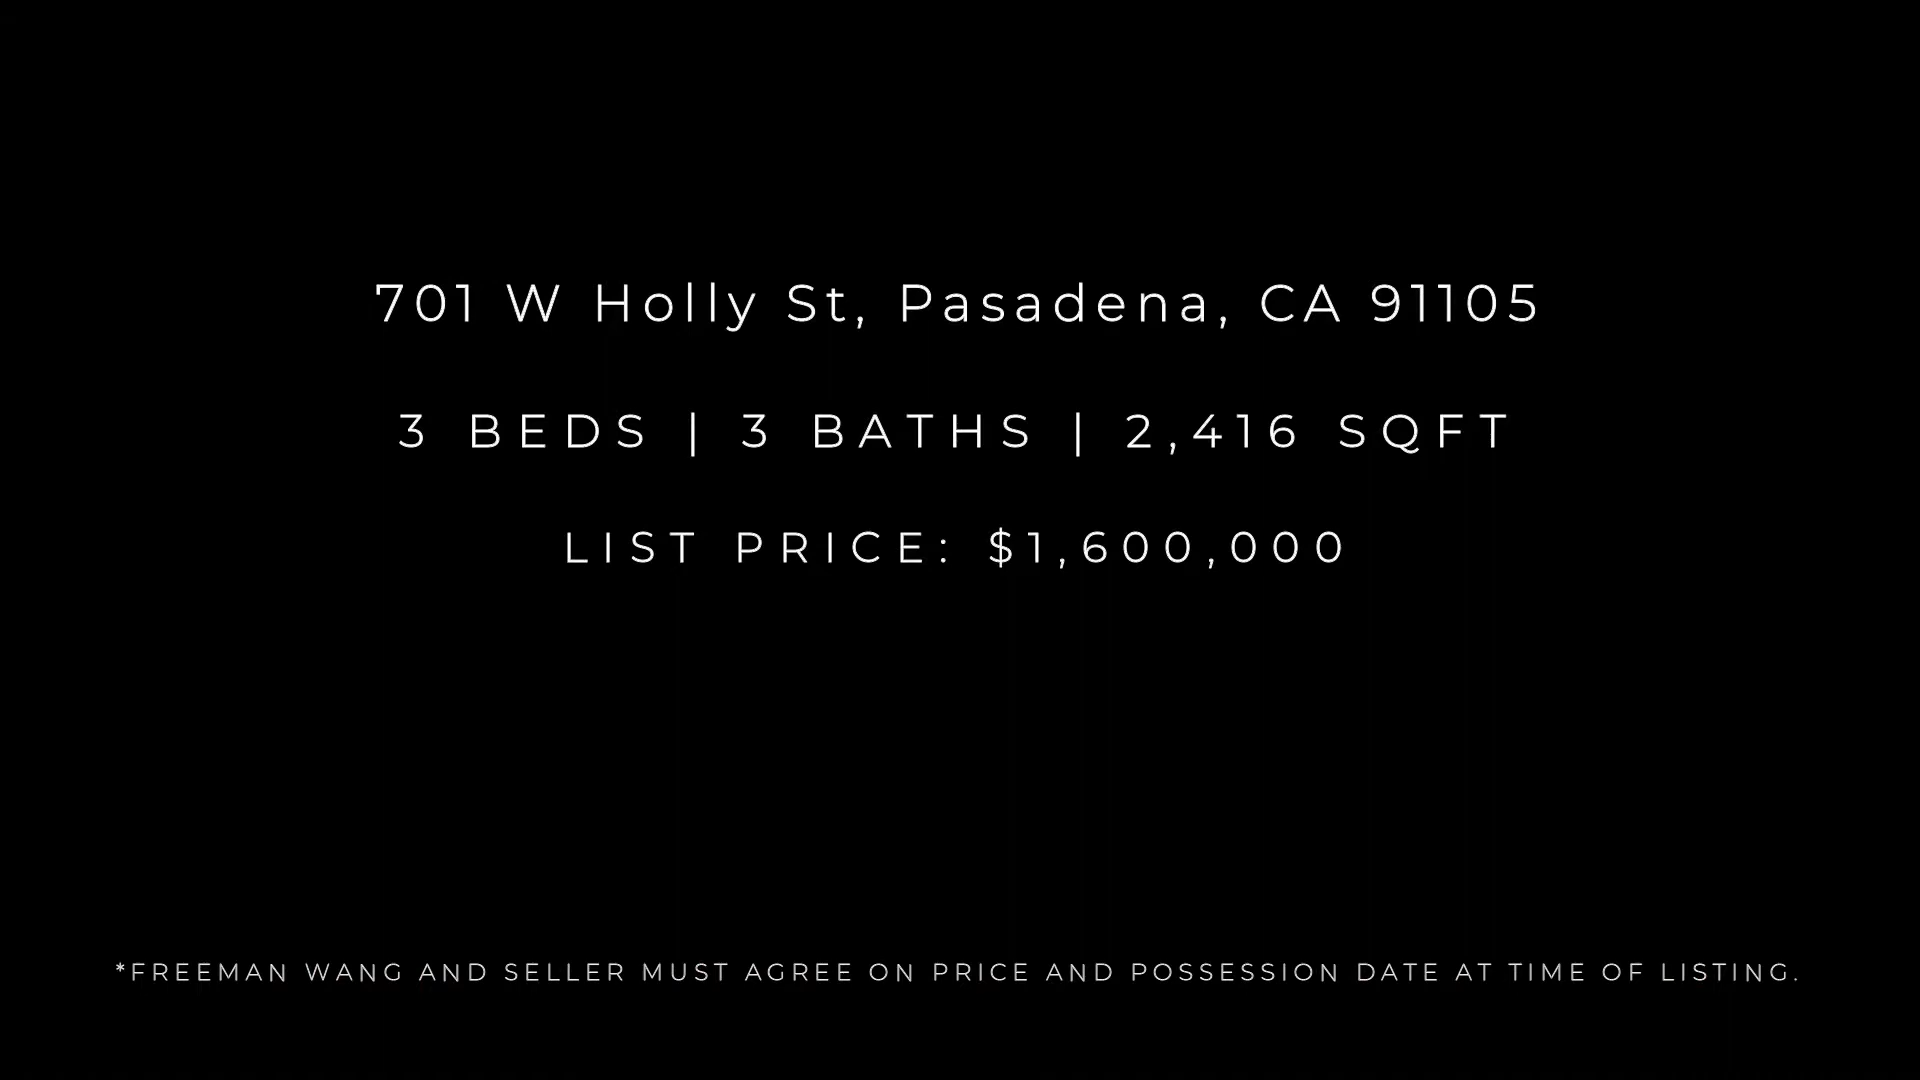 701 W Holly St, Pasadena, CA 91105
3 BEDS | 3 BATHS | 2,416 SQFT
LIST PRICE: $1,600,000
*FREEMAN WANG AND SELLER MUST AGREE ON PRICE AND POSSESSION DATE AT TIME OF LISTING.